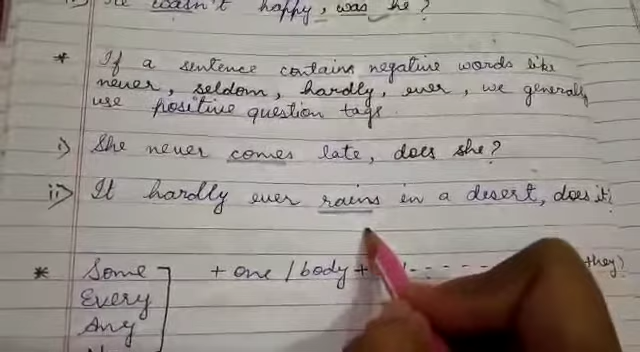 wasn't happy, was he?
* If a sentence contains negative words like
never, seldom, hardly, ever, we generally
use positive question tags.
i) She never comes late, does she?
ii) It hardly ever rains in a desert, does it?
* Some + one / body + - - - - they?
Every
Any